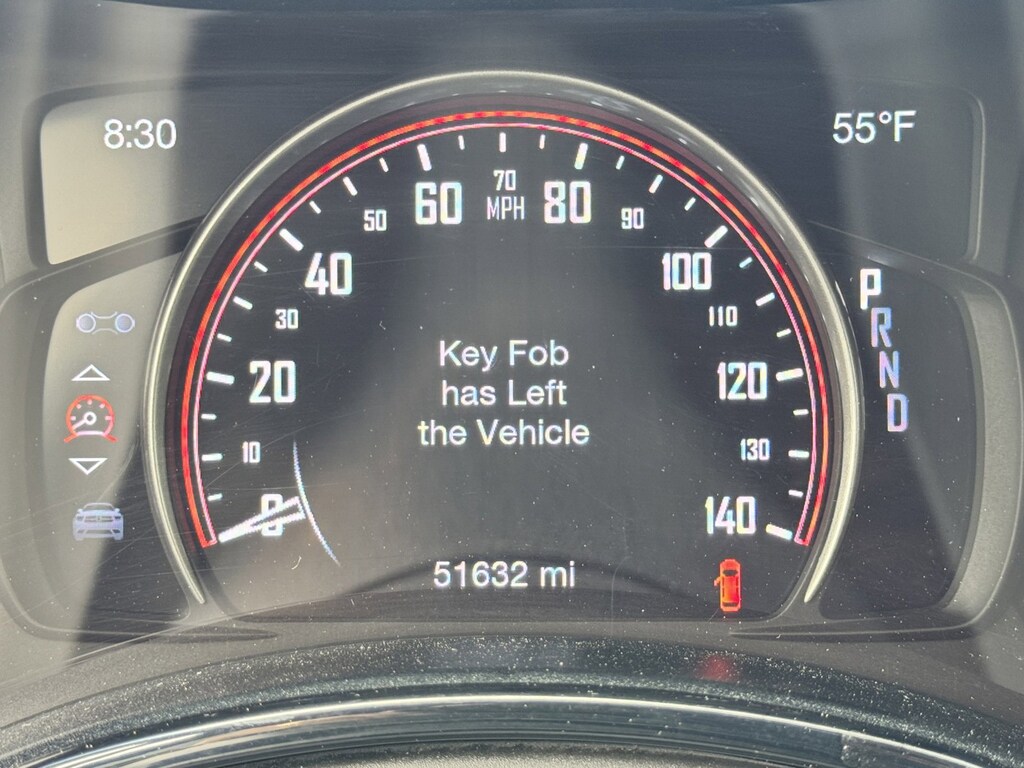 8:30
55°F
70
60 MPH 80
50
90
40
100
30
110
20
120
10
130
0
140
Key Fob
has Left
the Vehicle
P
R
N
D
51632 mi